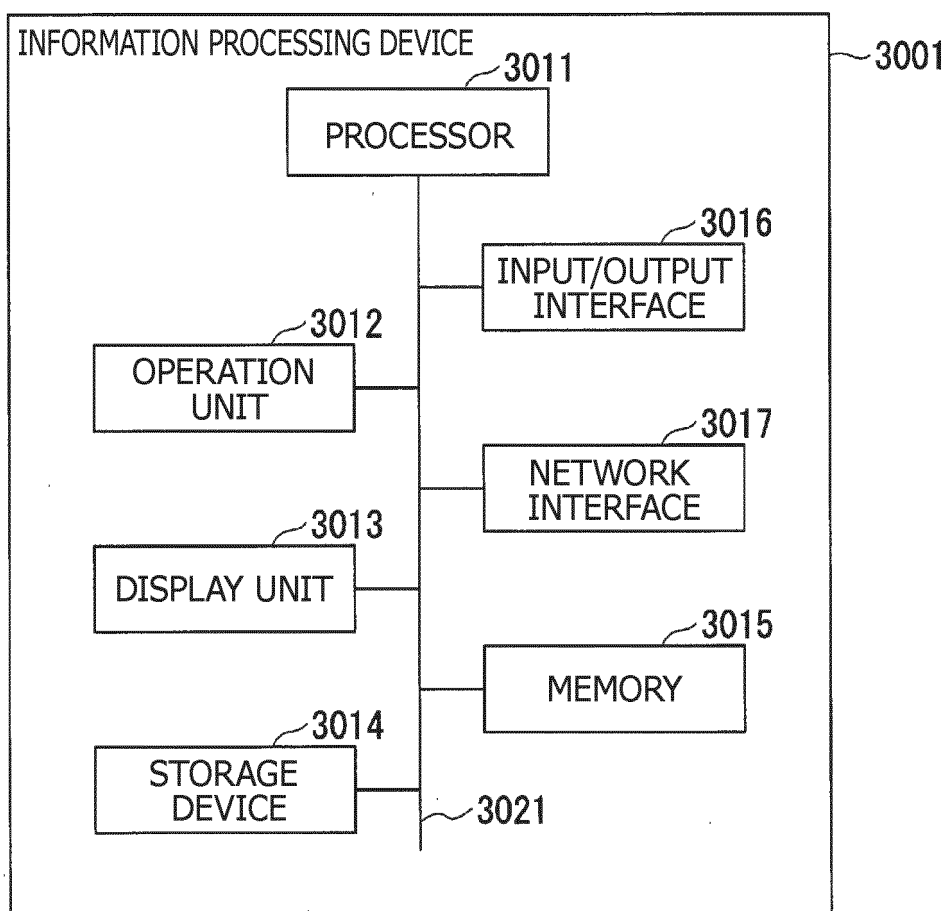 INFORMATION PROCESSING DEVICE
3001
3011
PROCESSOR
3016
INPUT/OUTPUT
INTERFACE
3012
OPERATION
UNIT
3017
NETWORK
INTERFACE
3013
DISPLAY UNIT
3015
MEMORY
3014
STORAGE
DEVICE
3021